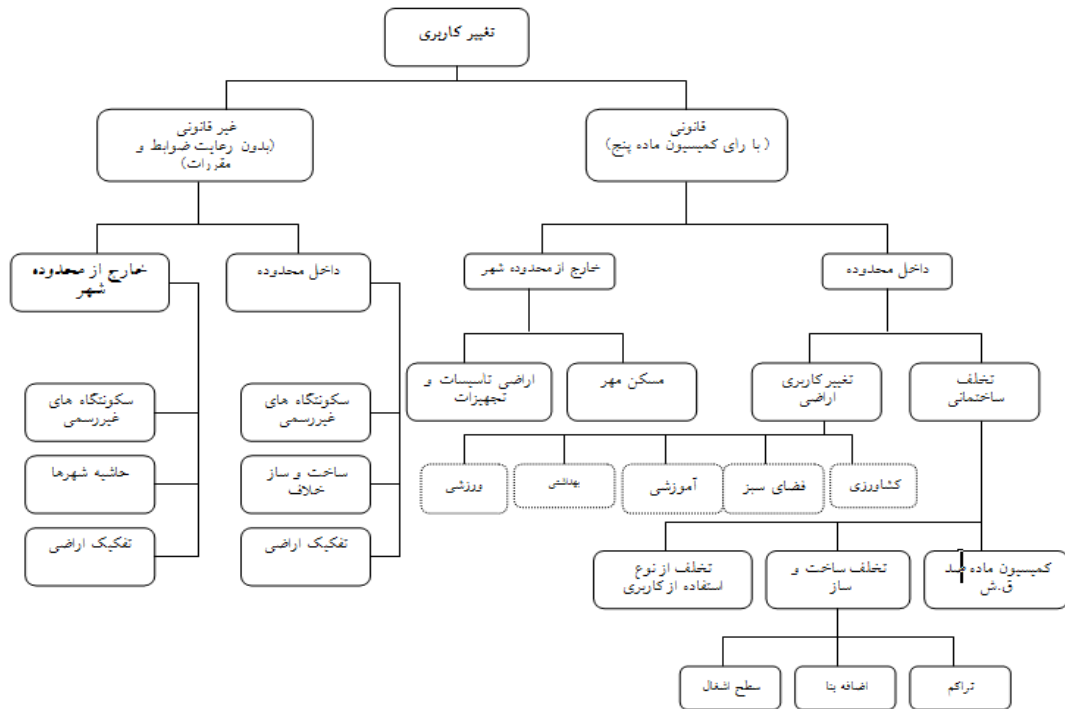 تغییر کاربری
غیر قانونی
(بدون رعایت ضوابط و
مقررات)
قانونی
( با رای کمیسیون ماده پنج)
خارج از محدوده
شهر
داخل محدوده
خارج از محدوده شهر
داخل محدوده
سکونتگاه های
غیررسمی
حاشیه شهرها
تفکیک اراضی
سکونتگاه های
غیررسمی
ساخت و ساز
خلاف
تفکیک اراضی
اراضی تاسیسات و
تجهیزات
مسکن مهر
تغییر کاربری
اراضی
تخلف
ساختمانی
ورزشی
بهداشتی
آموزشی
فضای سبز
کشاورزی
تخلف از نوع
استفاده از کاربری
تخلف ساخت و
ساز
کمیسیون ماده صد
ق.ش
سطح اشغال
اضافه بنا
تراکم